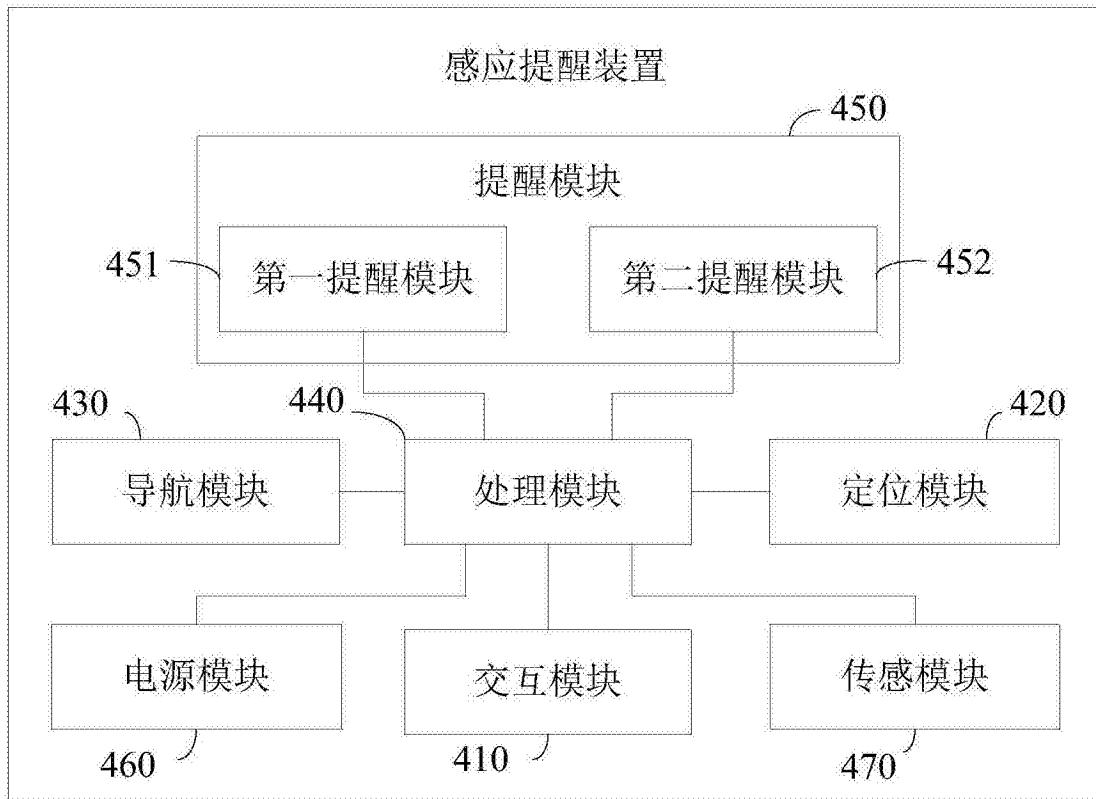 感应提醒装置
450
提醒模块
451
第一提醒模块
第二提醒模块
452
430
440
420
导航模块
处理模块
定位模块
电源模块
交互模块
传感模块
460
410
470